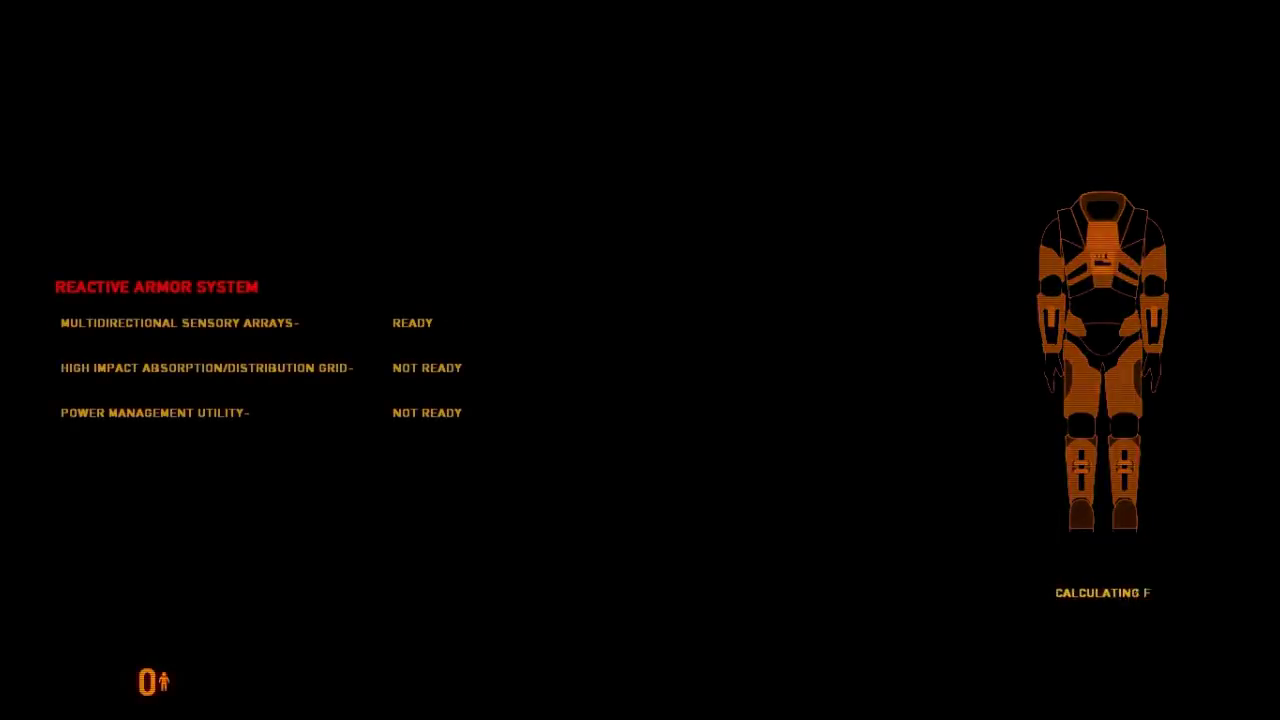 REACTIVE ARMOR SYSTEM
MULTIDIRECTIONAL SENSORY ARRAYS- READY
HIGH IMPACT ABSORPTION/DISTRIBUTION GRID- NOT READY
POWER MANAGEMENT UTILITY- NOT READY
CALCULATING F
0